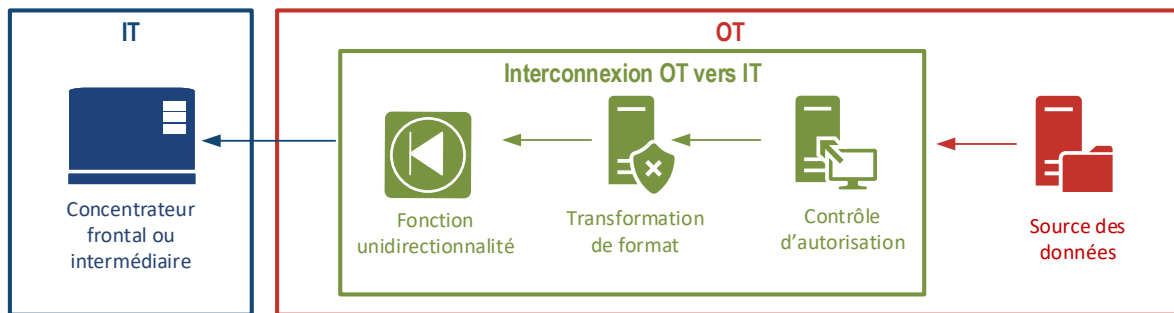 IT
OT
Interconnexion OT vers IT
Concentrateur
frontal ou
intermédiaire
Fonction
unidirectionnalité
Transformation
de format
Contrôle
d’autorisation
Source des
données